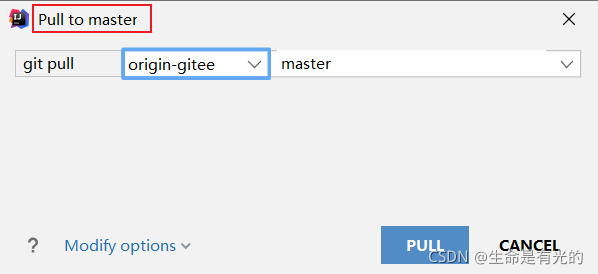 Pull to master
git pull origin-gitee master
? Modify options PULL CANCEL
CSDN @生命是有光的